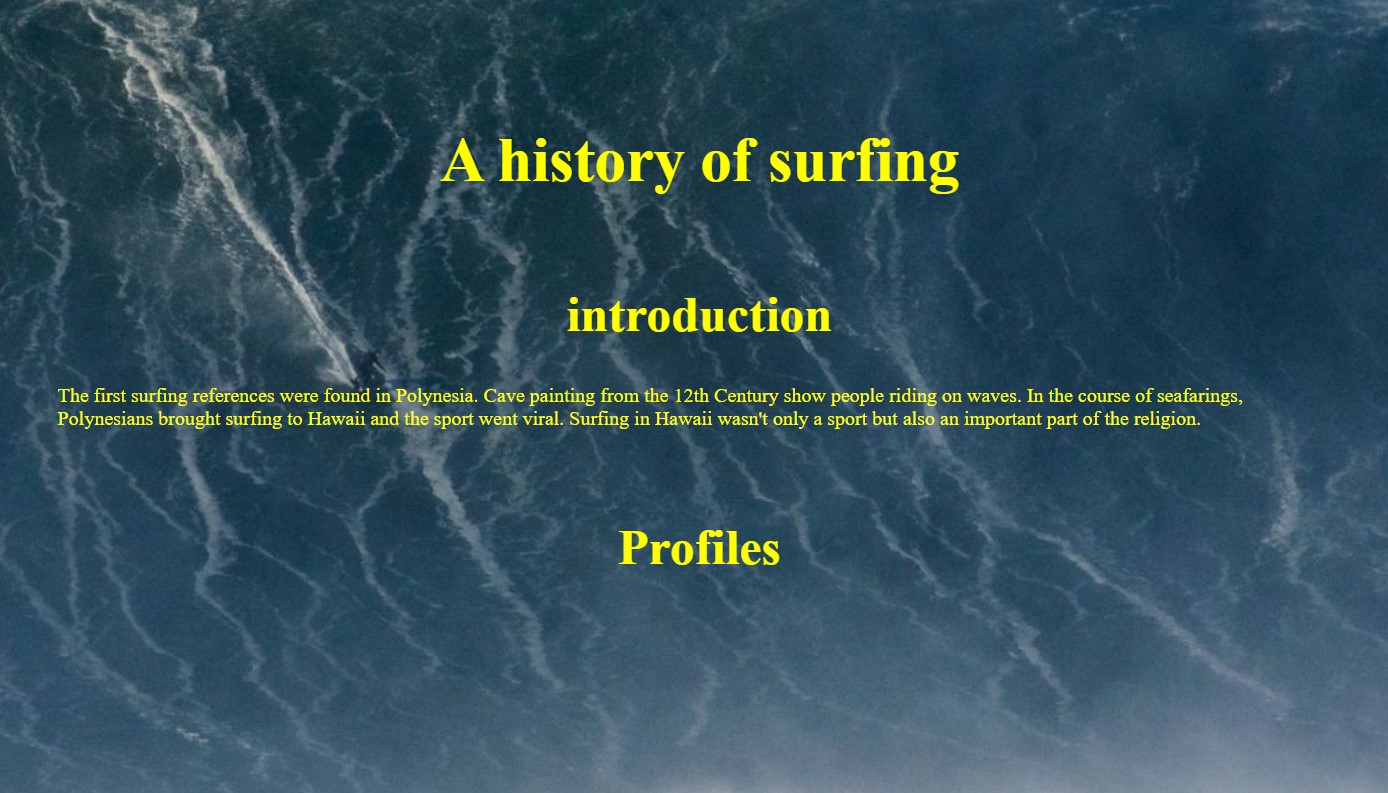 A history of surfing
introduction
The first surfing references were found in Polynesia. Cave painting from the 12th Century show people riding on waves. In the course of seafarings,
Polynesians brought surfing to Hawaii and the sport went viral. Surfing in Hawaii wasn't only a sport but also an important part of the religion.
Profiles